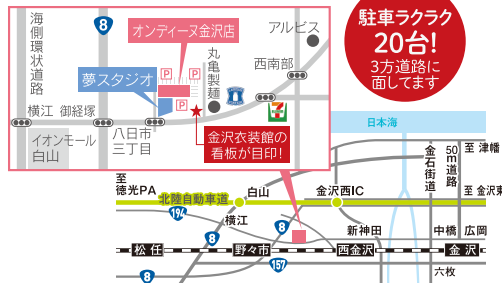 海側環境道路
8
オンディーヌ金沢店
アルビス
P
P
P
夢スタジオ
丸亀製麺
西南部
横江 御経塚
イオンモール
白山
八日市
三丁目
金沢衣装館の
看板が目印!
駐車ラクラク
20台!
3方道路に
面してます
日本海
至
徳光PA
北陸自動車道
白山
金沢西IC
金石街道
50m道路
至 津幡
至 金沢東
194
横江
8
8
新神田
中橋
広岡
松任
野々市
西金沢
金沢
8
157
六枚